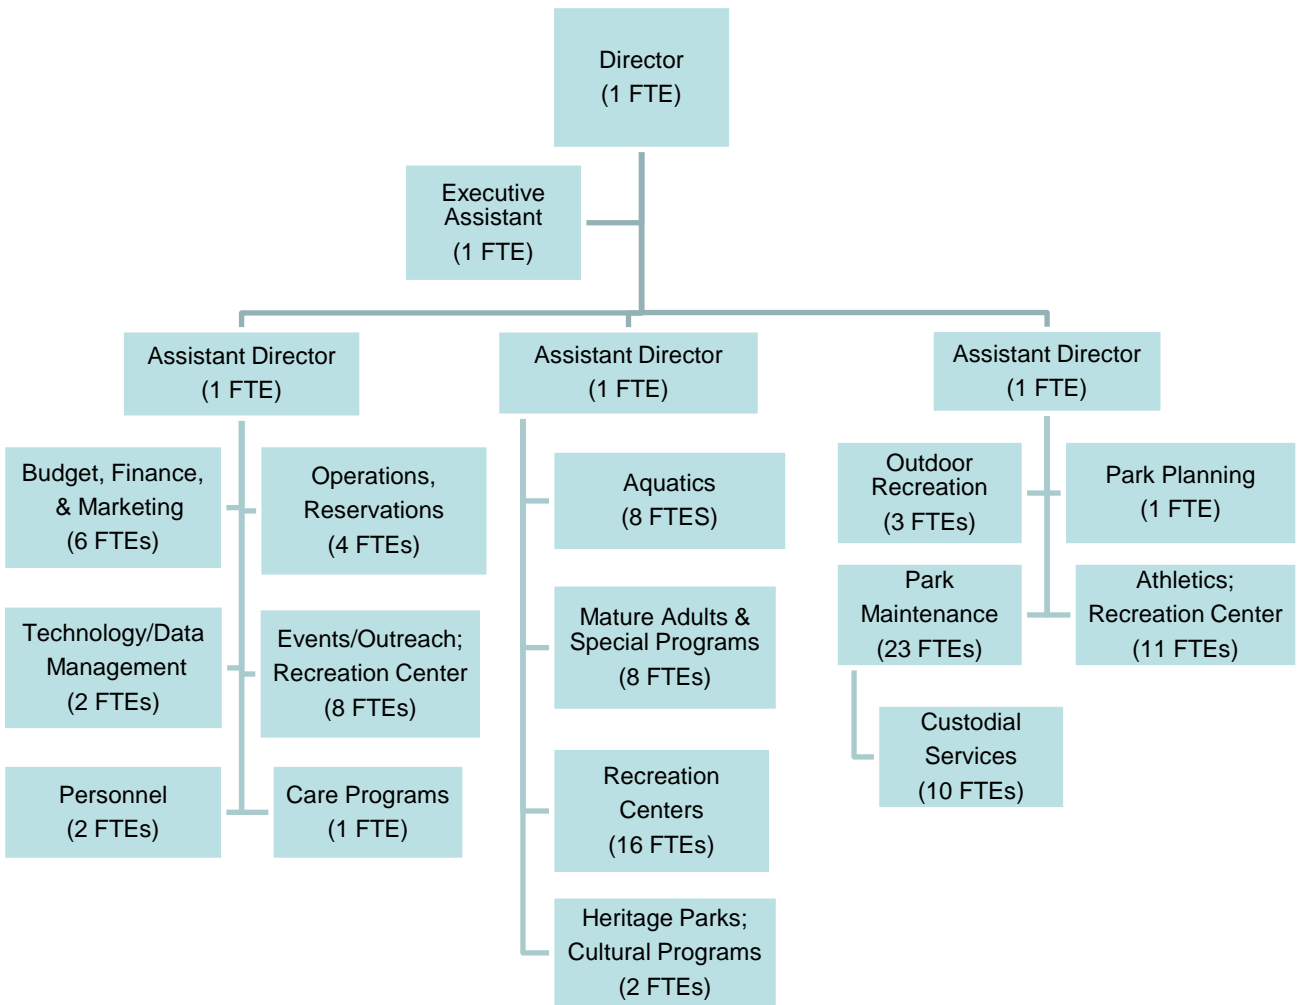 Director
(1 FTE)
Executive
Assistant
(1 FTE)
Assistant Director
(1 FTE)
Assistant Director
(1 FTE)
Assistant Director
(1 FTE)
Budget, Finance,
& Marketing
(6 FTEs)
Operations,
Reservations
(4 FTEs)
Technology/Data
Management
(2 FTEs)
Events/Outreach;
Recreation Center
(8 FTEs)
Personnel
(2 FTEs)
Care Programs
(1 FTE)
Aquatics
(8 FTES)
Mature Adults &
Special Programs
(8 FTEs)
Recreation
Centers
(16 FTEs)
Heritage Parks;
Cultural Programs
(2 FTEs)
Outdoor
Recreation
(3 FTEs)
Park Planning
(1 FTE)
Park
Maintenance
(23 FTEs)
Athletics;
Recreation Center
(11 FTEs)
Custodial
Services
(10 FTEs)